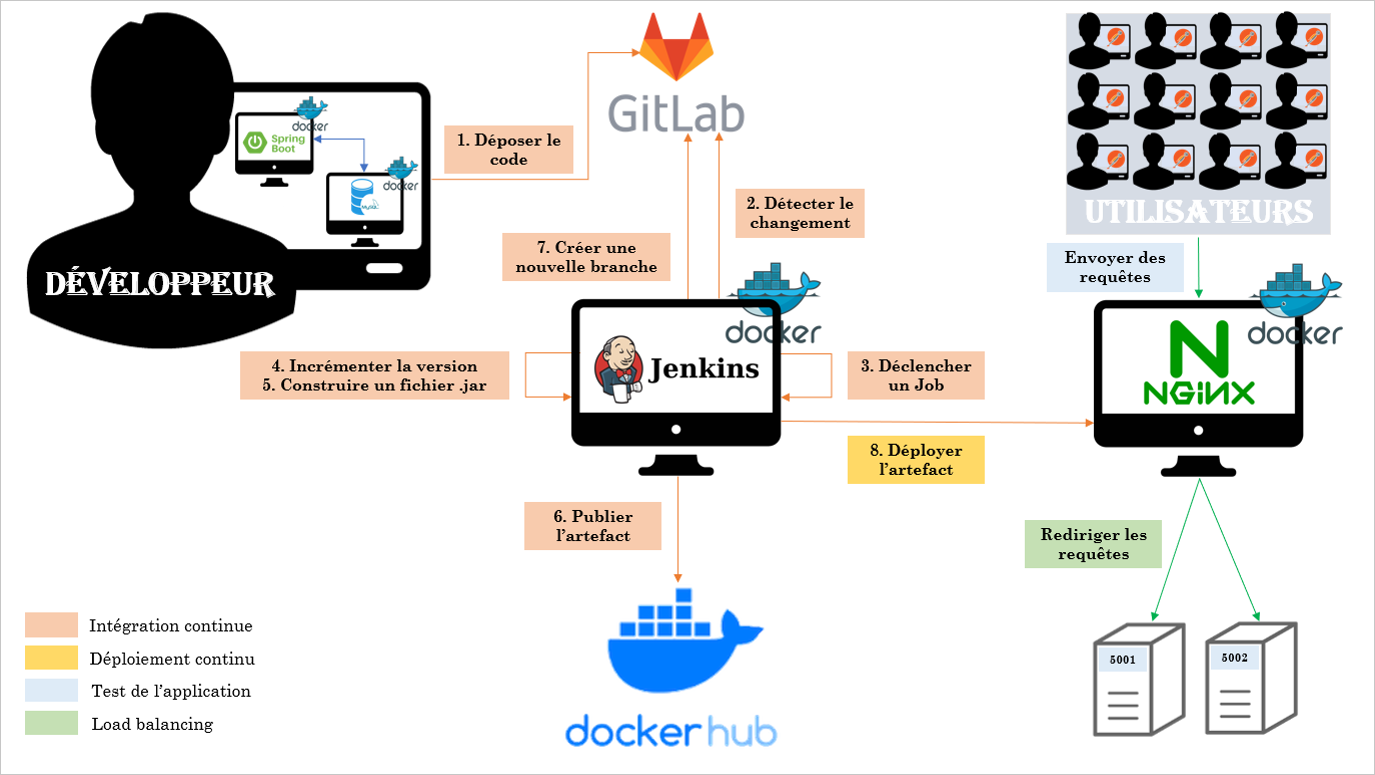 DÉVELOPPEUR
Spring
Boot
docker
MySQL
docker
1. Déposer le
code
GitLab
2. Détecter le
changement
7. Créer une
nouvelle branche
UTILISATEURS
Envoyer des
requêtes
docker
Jenkins
4. Incrémenter la version
5. Construire un fichier .jar
3. Déclencher
un Job
docker
NGiNX
8. Déployer
l’artefact
6. Publier
l’artefact
Rediriger les
requêtes
docker hub
5001
5002
Intégration continue
Déploiement continu
Test de l’application
Load balancing